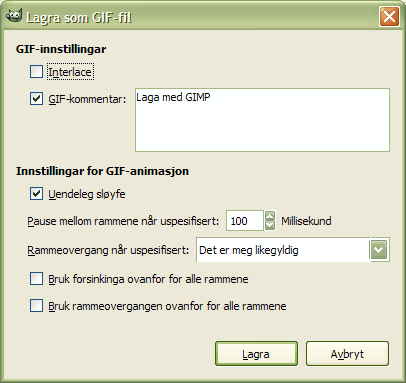 Lagra som GIF-fil
GIF-innstillingar
Interlace
GIF-kommentar: Laga med GIMP
Innstillingar for GIF-animasjon
Uendeleg sløyfe
Pause mellom rammene når uspesifisert: 100 Millisekund
Rammeovergang når uspesifisert: Det er meg likegyldig
Bruk forsinkinga ovanfor for alle rammene
Bruk rammeovergangen ovanfor for alle rammene
Lagra Avbryt